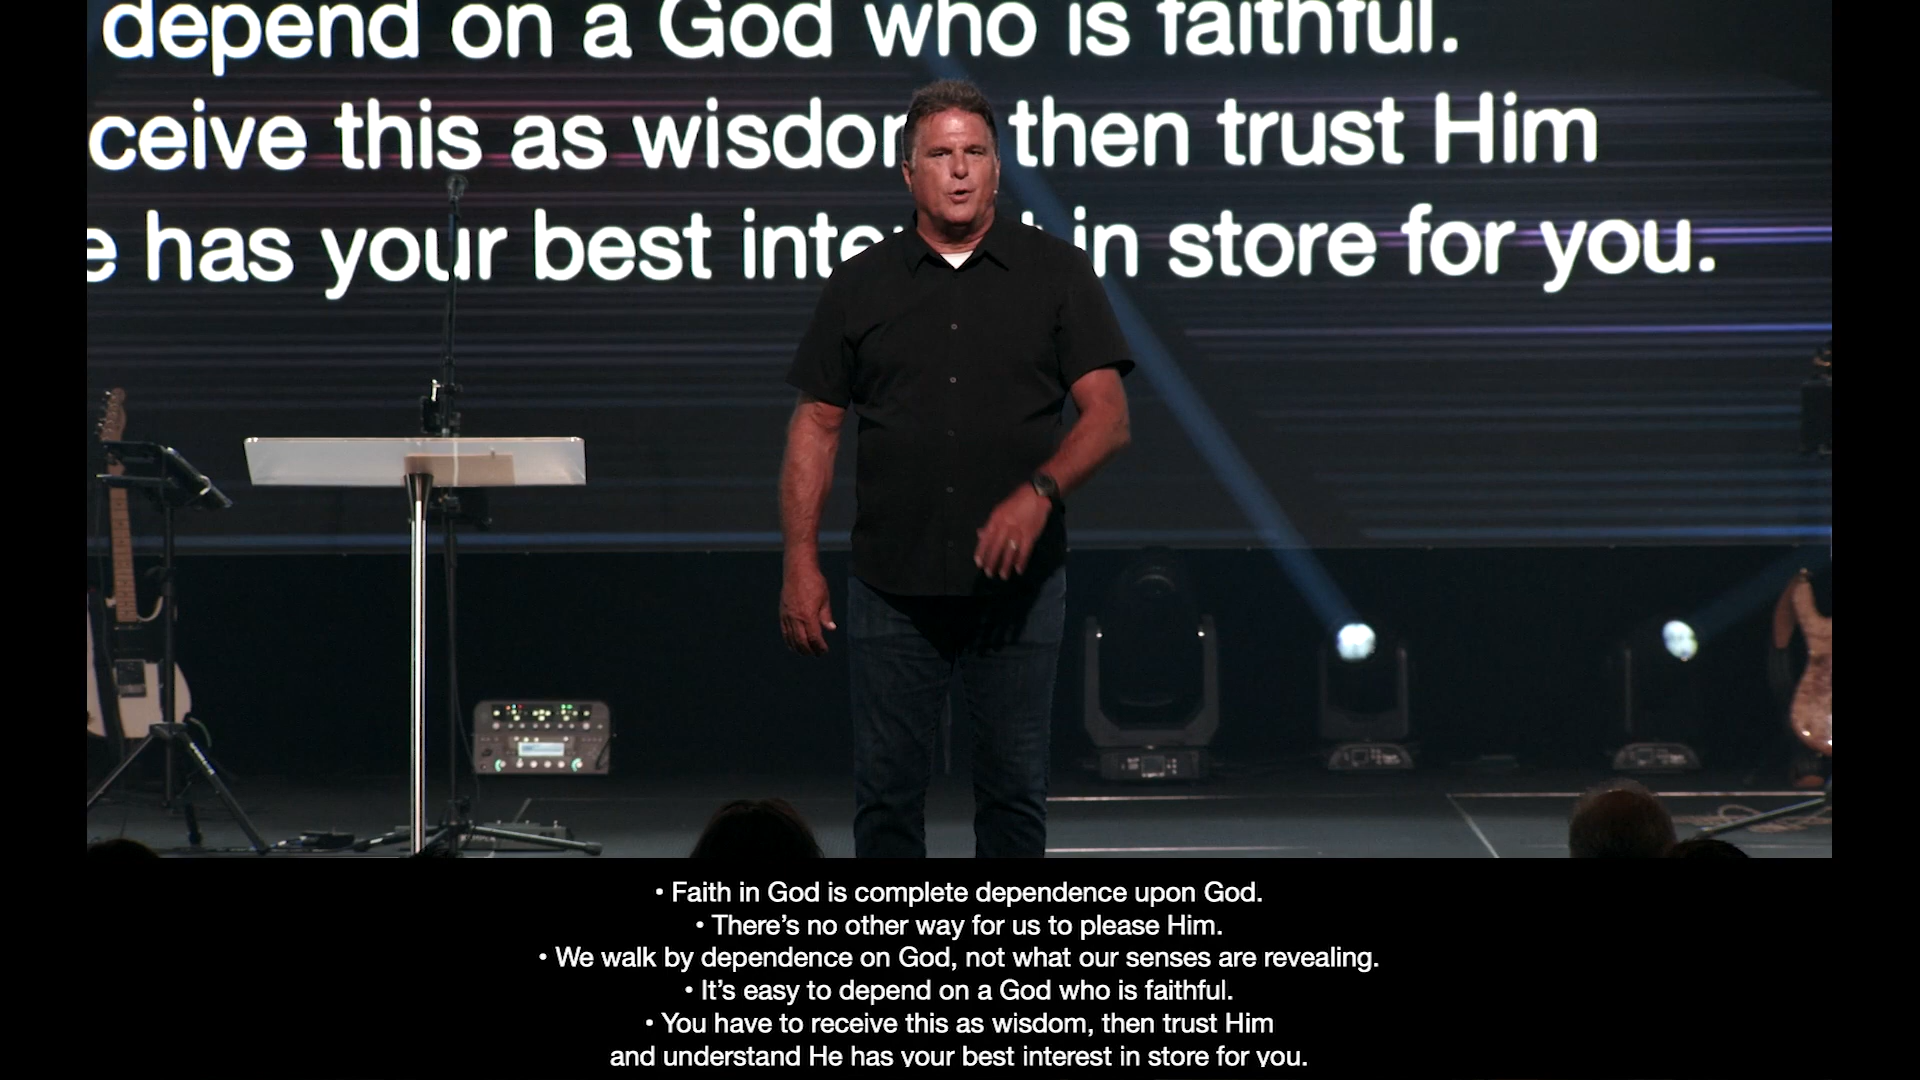 depend on a God who is faithful.
ceive this as wisdom then trust Him
e has your best in store for you.
• Faith in God is complete dependence upon God.
• There's no other way for us to please Him.
• We walk by dependence on God, not what our senses are revealing.
• It's easy to depend on a God who is faithful.
• You have to receive this as wisdom, then trust Him
and understand He has your best interest in store for you.